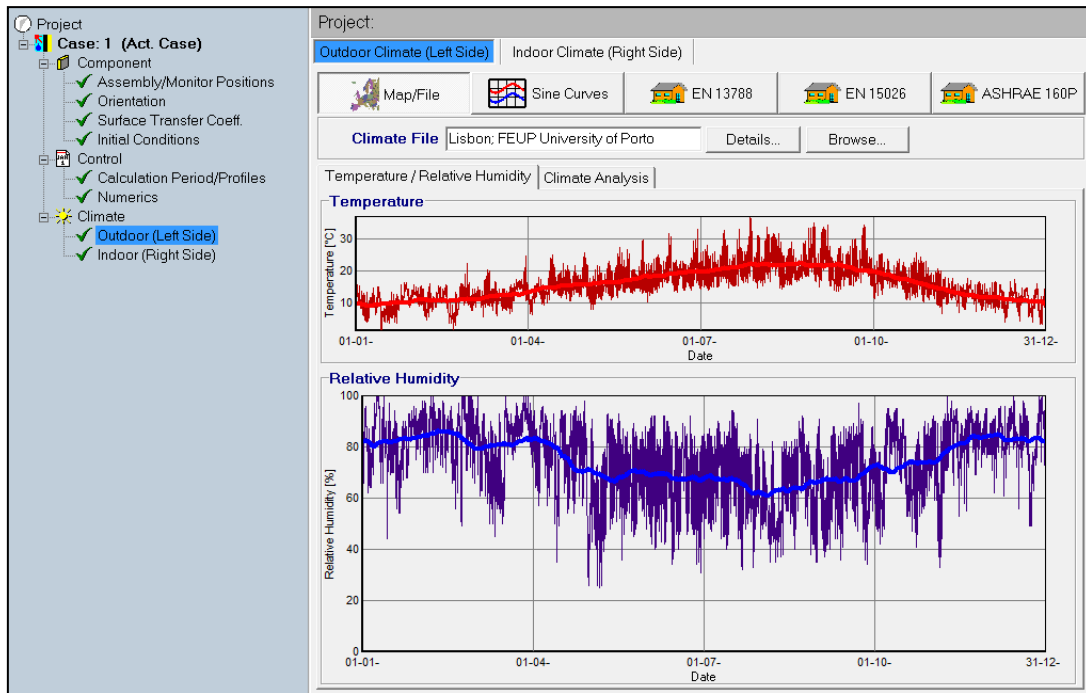 Project
Case: 1 (Act. Case)
Component
Assembly/Monitor Positions
Orientation
Surface Transfer Coeff.
Initial Conditions
Control
Calculation Period/Profiles
Numerics
Climate
Outdoor (Left Side)
Indoor (Right Side)
Project:
Outdoor Climate (Left Side) Indoor Climate (Right Side)
Map/File Sine Curves EN 13788 EN 15026 ASHRAE 160P
Climate File Lisbon; FEUP University of Porto Details... Browse...
Temperature / Relative Humidity Climate Analysis
Temperature
Temperature [°C]
30
20
10
01-01- 01-04- 01-07- 01-10- 31-12-
Date
Relative Humidity
Relative Humidity [%]
100
80
60
40
20
0
01-01- 01-04- 01-07- 01-10- 31-12-
Date